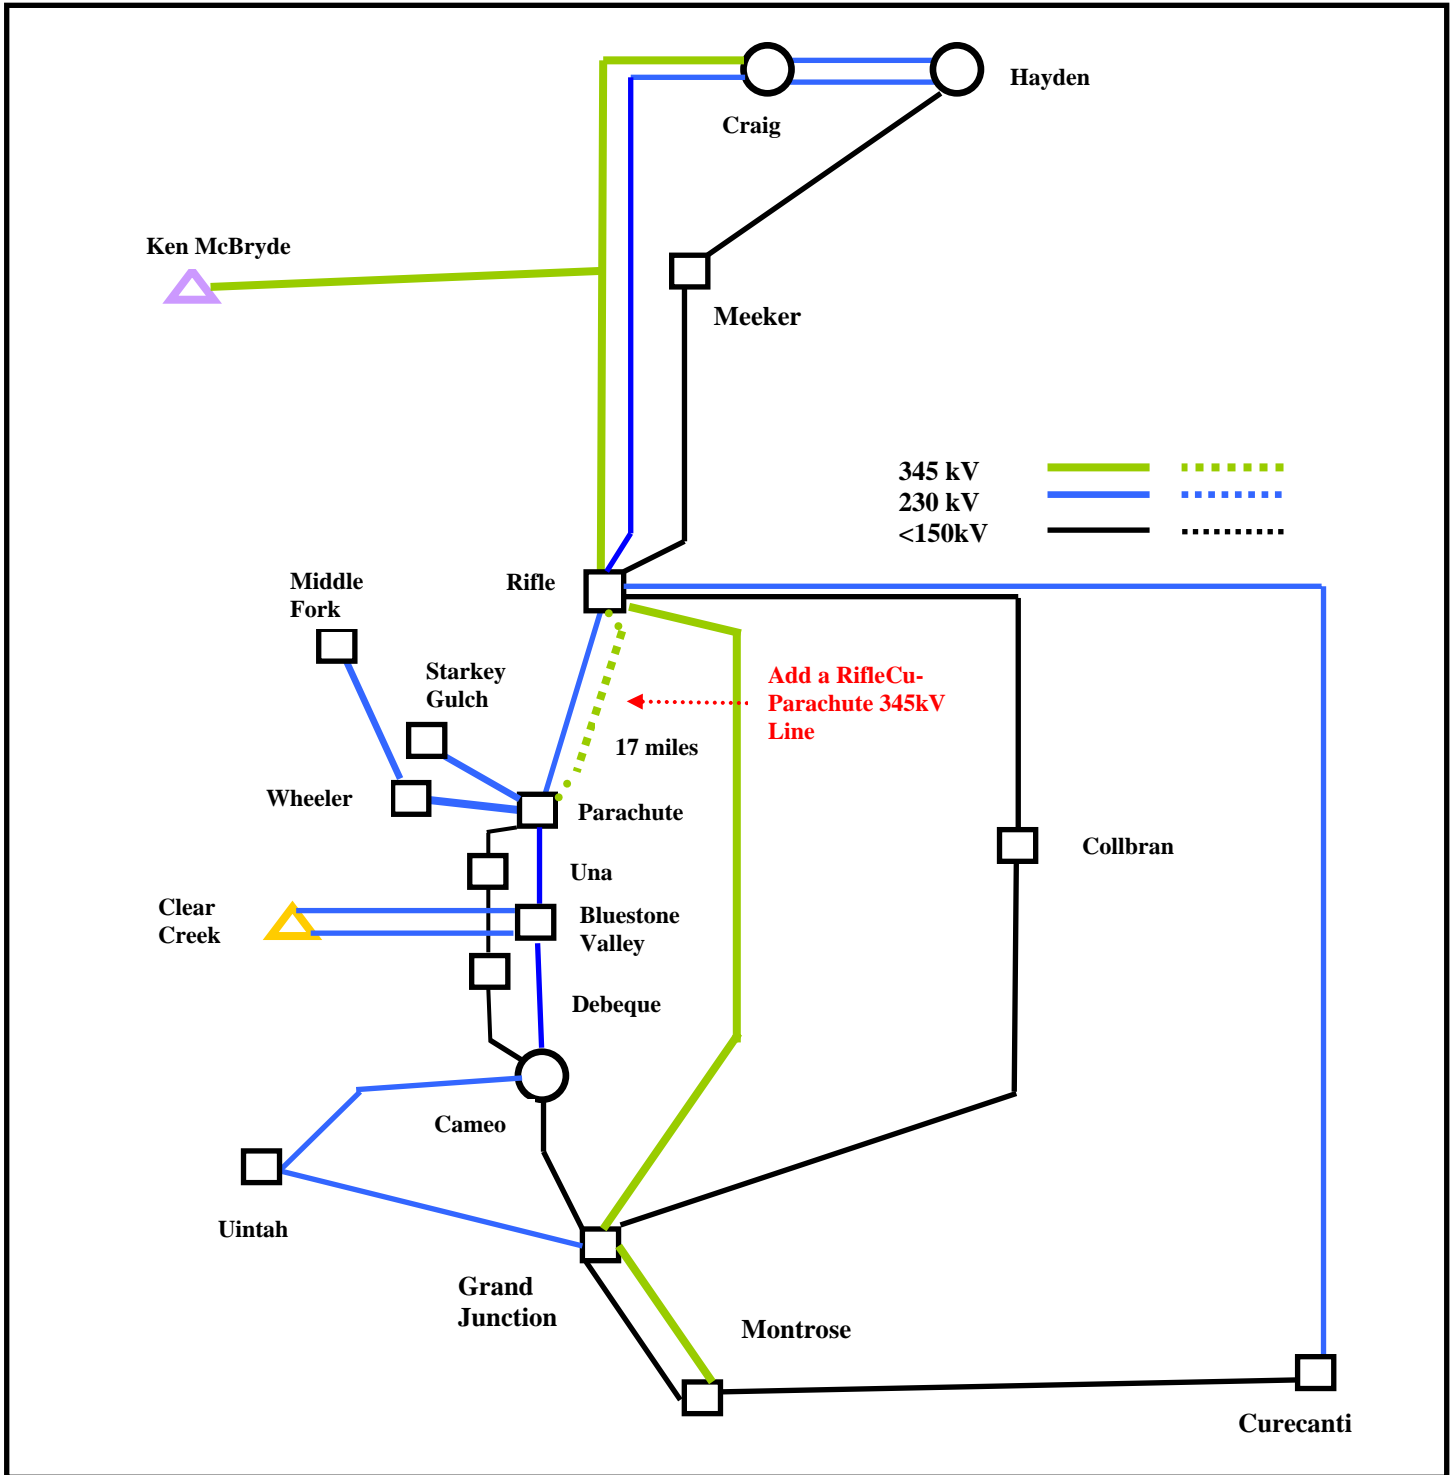 Hayden
Craig
Ken McBryde
Meeker
345 kV
230 kV
<150kV
Middle
Fork
Rifle
Starkey
Gulch
Add a RifleCu-
Parachute 345kV
Line
17 miles
Wheeler
Parachute
Collbran
Una
Clear
Creek
Bluestone
Valley
Debeque
Cameo
Uintah
Grand
Junction
Montrose
Curecanti